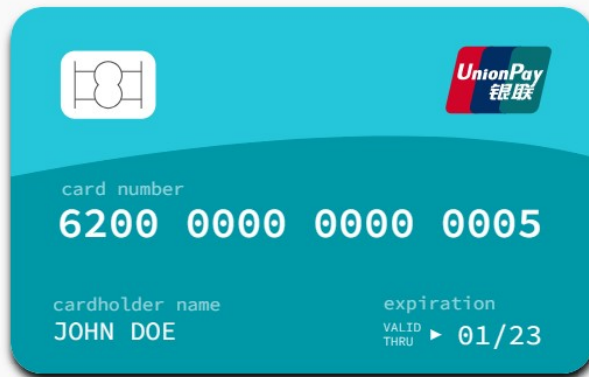 UnionPay
银联
card number
6200 0000 0000 0005
cardholder name
JOHN DOE
expiration
VALID
THRU ▶ 01/23